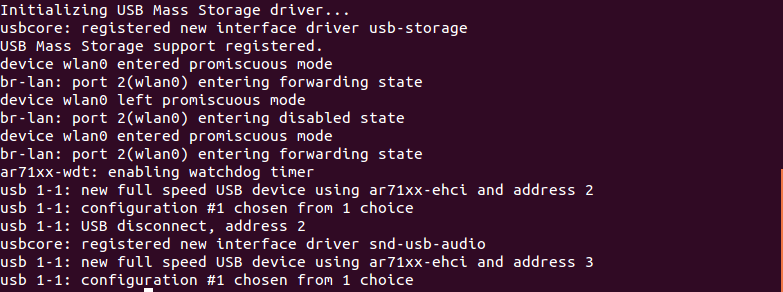 Initializing USB Mass Storage driver...
usbcore: registered new interface driver usb-storage
USB Mass Storage support registered.
device wlan0 entered promiscuous mode
br-lan: port 2(wlan0) entering forwarding state
device wlan0 left promiscuous mode
br-lan: port 2(wlan0) entering disabled state
device wlan0 entered promiscuous mode
br-lan: port 2(wlan0) entering forwarding state
ar71xx-wdt: enabling watchdog timer
usb 1-1: new full speed USB device using ar71xx-ehci and address 2
usb 1-1: configuration #1 chosen from 1 choice
usb 1-1: USB disconnect, address 2
usbcore: registered new interface driver snd-usb-audio
usb 1-1: new full speed USB device using ar71xx-ehci and address 3
usb 1-1: configuration #1 chosen from 1 choice